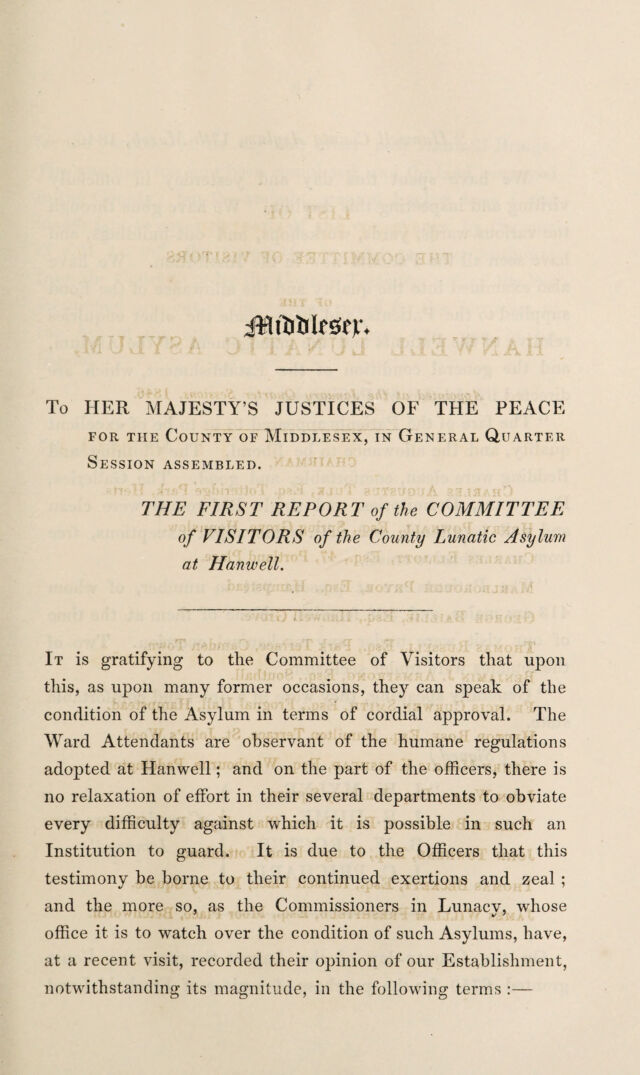 Middlesex.
To HER MAJESTY'S JUSTICES OF THE PEACE
FOR THE COUNTY OF MIDDLESEX, IN GENERAL QUARTER
SESSION ASSEMBLED.
THE FIRST REPORT of the COMMITTEE
of VISITORS of the County Lunatic Asylum
at Hanwell.
IT is gratifying to the Committee of Visitors that upon
this, as upon many former occasions, they can speak of the
condition of the Asylum in terms of cordial approval. The
Ward Attendants are observant of the humane regulations
adopted at Hanwell; and on the part of the officers, there is
no relaxation of effort in their several departments to obviate
every difficulty against which it is possible in such an
Institution to guard. It is due to the Officers that this
testimony be borne to their continued exertions and zeal;
and the more so, as the Commissioners in Lunacy, whose
office it is to watch over the condition of such Asylums, have,
at a recent visit, recorded their opinion of our Establishment,
notwithstanding its magnitude, in the following terms:—